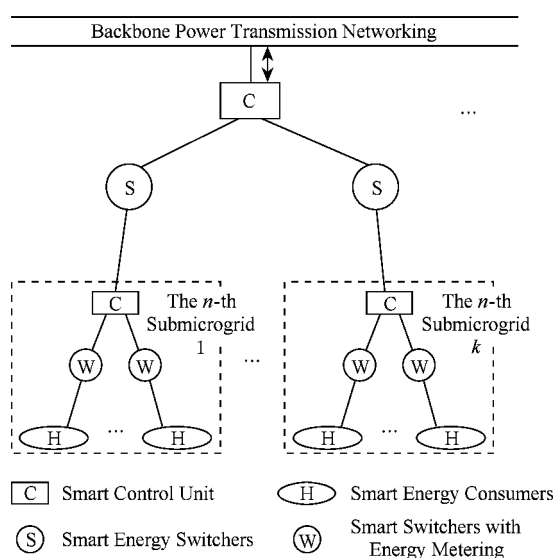 Backbone Power Transmission Networking
C
...
S
S
C
The n-th
Submicrogrid
1
W
W
H
...
H
...
C
The n-th
Submicrogrid
k
W
W
H
...
H
C Smart Control Unit
H Smart Energy Consumers
S Smart Energy Switchers
W Smart Switchers with
Energy Metering